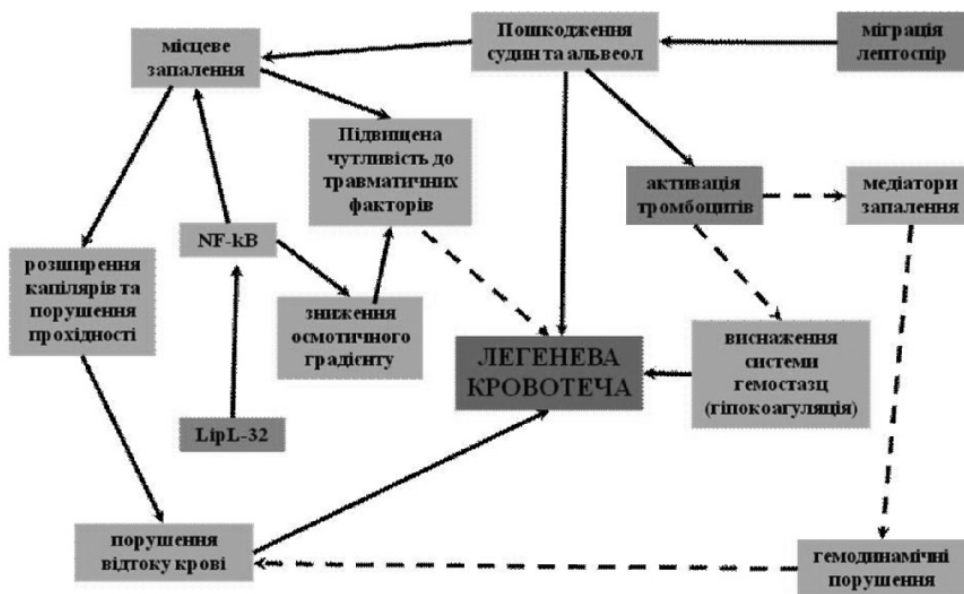 місцеве
запалення
Пошкодження
судин та альвеол
міграція
лептоспір
Підвищена
чутливість до
травматичних
факторів
активація
тромбоцитів
медіатори
запалення
NF-kB
розширення
капілярів та
порушення
прохідності
зниження
осмотичного
градієнту
ЛЕГЕНЕВА
КРОВОТЕЧА
виснаження
системи
гемостазц
(гіпокоагуляція)
LipL-32
порушення
відтоку крові
гемодинамічні
порушення